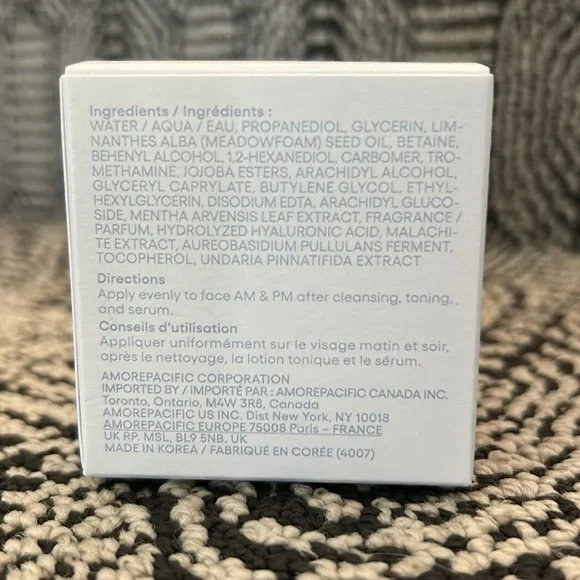 Ingredients / Ingrédients :
WATER / AQUA / EAU, PROPANEDIOL, GLYCERIN, LIM-
NANTHES ALBA (MEADOWFOAM) SEED OIL, BETAINE,
BEHENYL ALCOHOL, 1,2-HEXANEDIOL, CARBOMER, TRO-
METHAMINE, JOJOBA ESTERS, ARACHIDYL ALCOHOL,
GLYCERYL CAPRYLATE, BUTYLENE GLYCOL, ETHYL-
HEXYLGLYCERIN, DISODIUM EDTA, ARACHIDYL GLUCO-
SIDE, MENTHA ARVENSIS LEAF EXTRACT, FRAGRANCE /
PARFUM, HYDROLYZED HYALURONIC ACID, MALACHI-
TE EXTRACT, AUREOBASIDIUM PULLULANS FERMENT,
TOCOPHEROL, UNDARIA PINNATIFIDA EXTRACT
Directions
Apply evenly to face AM & PM after cleansing, toning,
and serum.
Conseils d'utilisation
Appliquer uniformément sur le visage matin et soir,
après le nettoyage, la lotion tonique et le sérum.
AMOREPACIFIC CORPORATION
IMPORTED BY / IMPORTÉ PAR : AMOREPACIFIC CANADA INC.
Toronto, Ontario, M4W 3R8, Canada
AMOREPACIFIC US INC. Dist New York, NY 10018
AMOREPACIFIC EUROPE 75008 Paris – FRANCE
UK RP. MSL, BL9 5NB, UK
MADE IN KOREA / FABRIQUÉ EN CORÉE (4007)